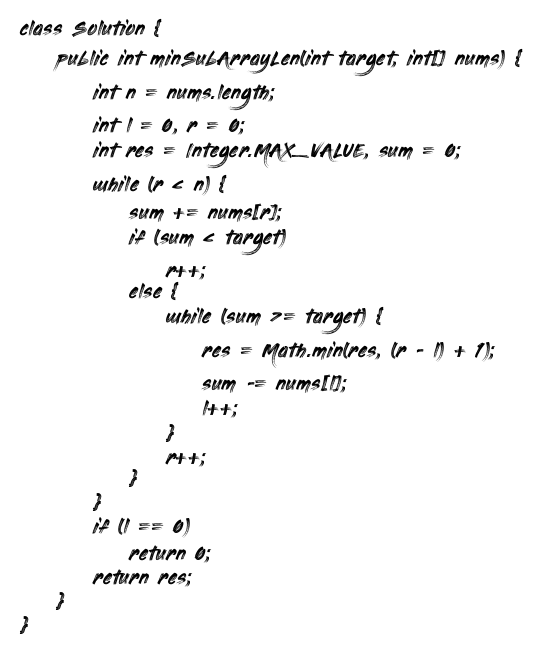 class Solution {
    public int minSubArrayLen(int target, int[] nums) {
        int n = nums.length;
        int l = 0, r = 0;
        int res = Integer.MAX_VALUE, sum = 0;
        while (r < n) {
            sum += nums[r];
            if (sum < target)
                r++;
            else {
                while (sum >= target) {
                    res = Math.min(res, (r - l) + 1);
                    sum -= nums[l];
                    l++;
                }
                r++;
            }
        }
        if (l == 0)
            return 0;
        return res;
    }
}